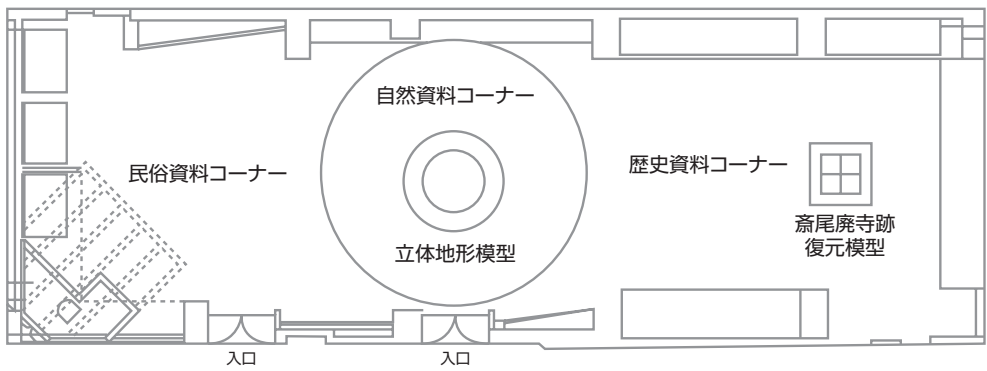 自然資料コーナー
民俗資料コーナー
歴史資料コーナー
斎尾廃寺跡
復元模型
立体地形模型
入口
入口